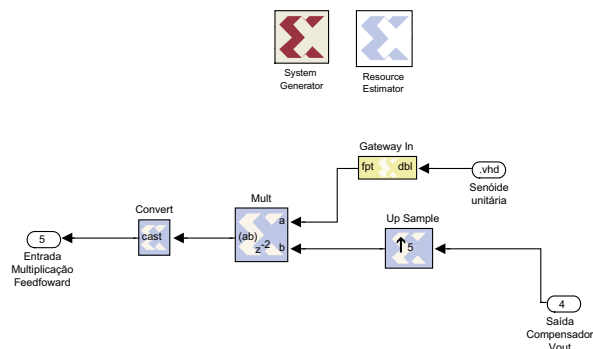 System
Generator
Resource
Estimator
Gateway In
fpt dbl
.vhd
Senóide
unitária
Mult
a
(ab)
z-2
b
Convert
cast
Up Sample
5
5
Entrada
Multiplicação
Feedfoward
4
Saída
Compensador
Vout